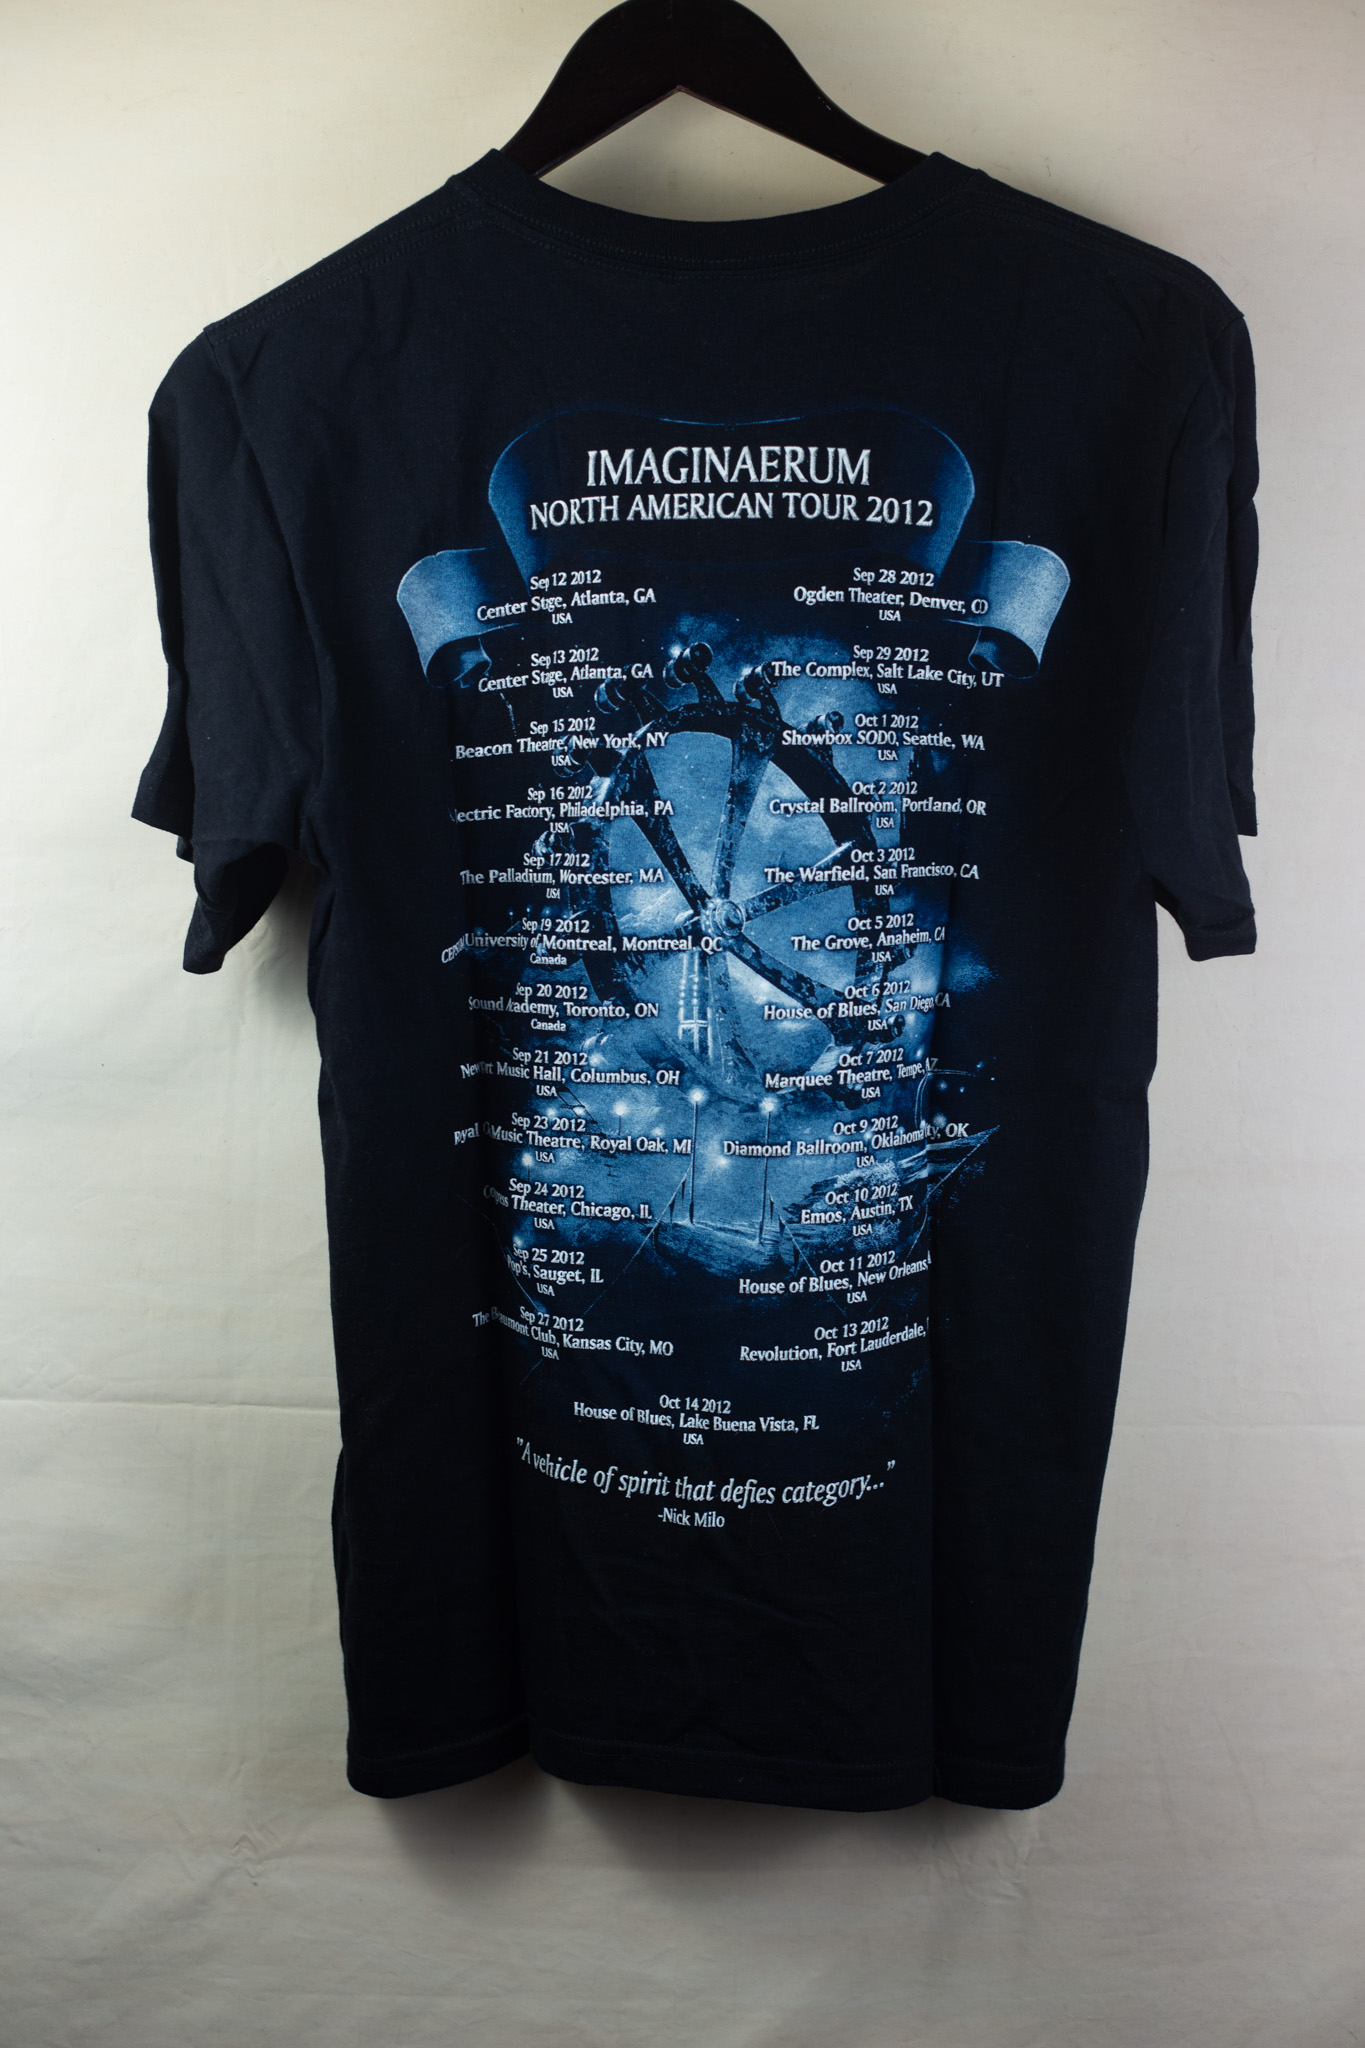 IMAGINAERUM
NORTH AMERICAN TOUR 2012
Sep 12 2012
Center Stage, Atlanta, GA
USA
Sep 13 2012
Center Stage, Atlanta, GA
USA
Sep 15 2012
Beacon Theatre, New York, NY
USA
Sep 16 2012
Electric Factory, Philadelphia, PA
USA
Sep 17 2012
The Palladium, Worcester, MA
USA
Sep 19 2012
University of Montreal, Montreal, QC
Canada
Sep 20 2012
Sound Academy, Toronto, ON
Canada
Sep 21 2012
Newport Music Hall, Columbus, OH
USA
Sep 23 2012
Royal Music Theatre, Royal Oak, MI
USA
Sep 24 2012
Theater, Chicago, IL
USA
Sep 25 2012
Pop's, Sauget, IL
USA
Sep 27 2012
The Beaumont Club, Kansas City, MO
USA
Sep 28 2012
Ogden Theater, Denver, CO
USA
Sep 29 2012
The Complex, Salt Lake City, UT
USA
Oct 1 2012
Showbox SODO, Seattle, WA
USA
Oct 2 2012
Crystal Ballroom, Portland, OR
USA
Oct 3 2012
The Warfield, San Francisco, CA
USA
Oct 5 2012
The Grove, Anaheim, CA
USA
Oct 6 2012
House of Blues, San Diego, CA
USA
Oct 7 2012
Marquee Theatre, Tempe, AZ
USA
Oct 9 2012
Diamond Ballroom, Oklahoma City, OK
USA
Oct 10 2012
Emos, Austin, TX
USA
Oct 11 2012
House of Blues, New Orleans,
USA
Oct 13 2012
Revolution, Fort Lauderdale,
USA
Oct 14 2012
House of Blues, Lake Buena Vista, FL
USA
"A vehicle of spirit that defies category..."
-Nick Milo